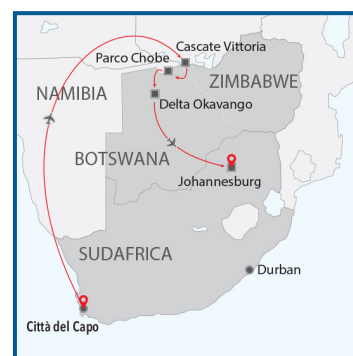 Cascate Vittoria
Parco Chobe
ZIMBABWE
NAMIBIA
Delta Okavango
BOTSWANA
Johannesburg
SUDAFRICA
Durban
Città del Capo